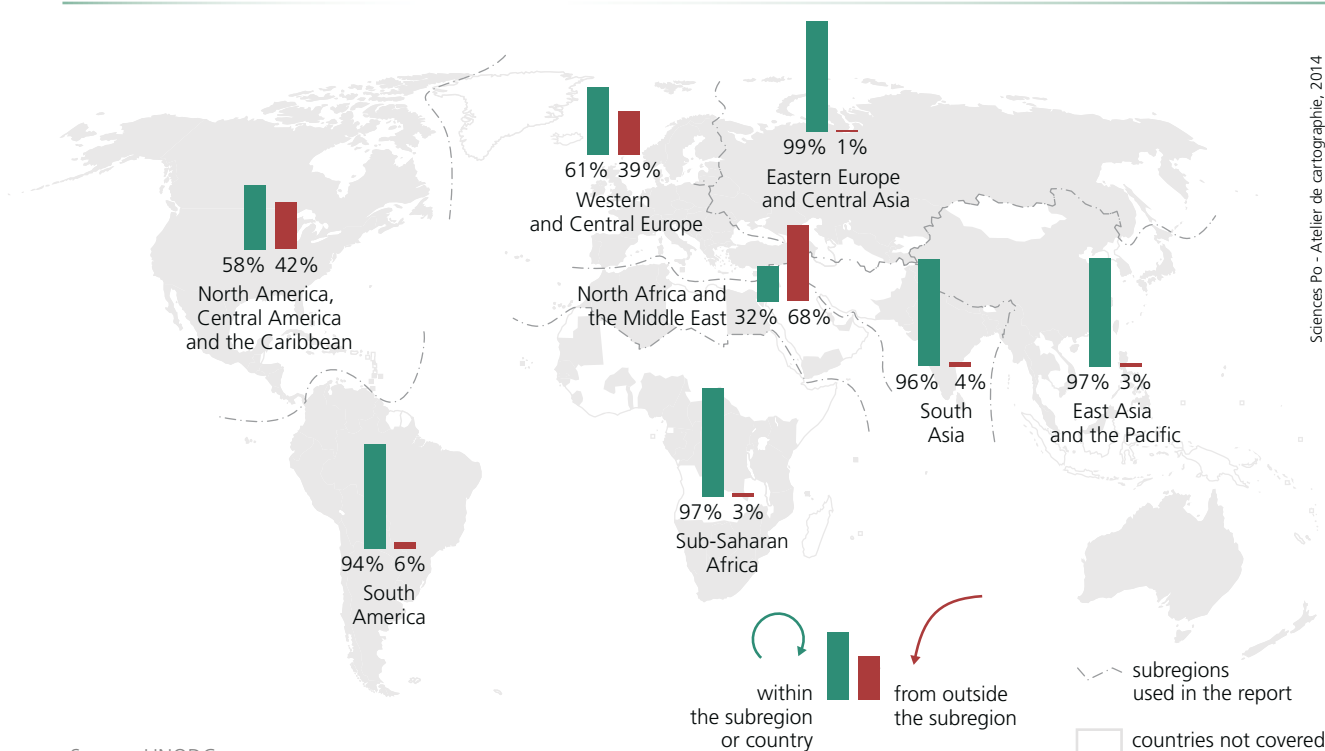 99% 1%
Eastern Europe
and Central Asia
61% 39%
Western
and Central Europe
58% 42%
North America,
Central America
and the Caribbean
North Africa and
the Middle East 32% 68%
96% 4%
South
Asia
97% 3%
East Asia
and the Pacific
97% 3%
Sub-Saharan
Africa
94% 6%
South
America
within
the subregion
or country
from outside
the subregion
subregions
used in the report
countries not covered
Sciences Po - Atelier de cartographie, 2014